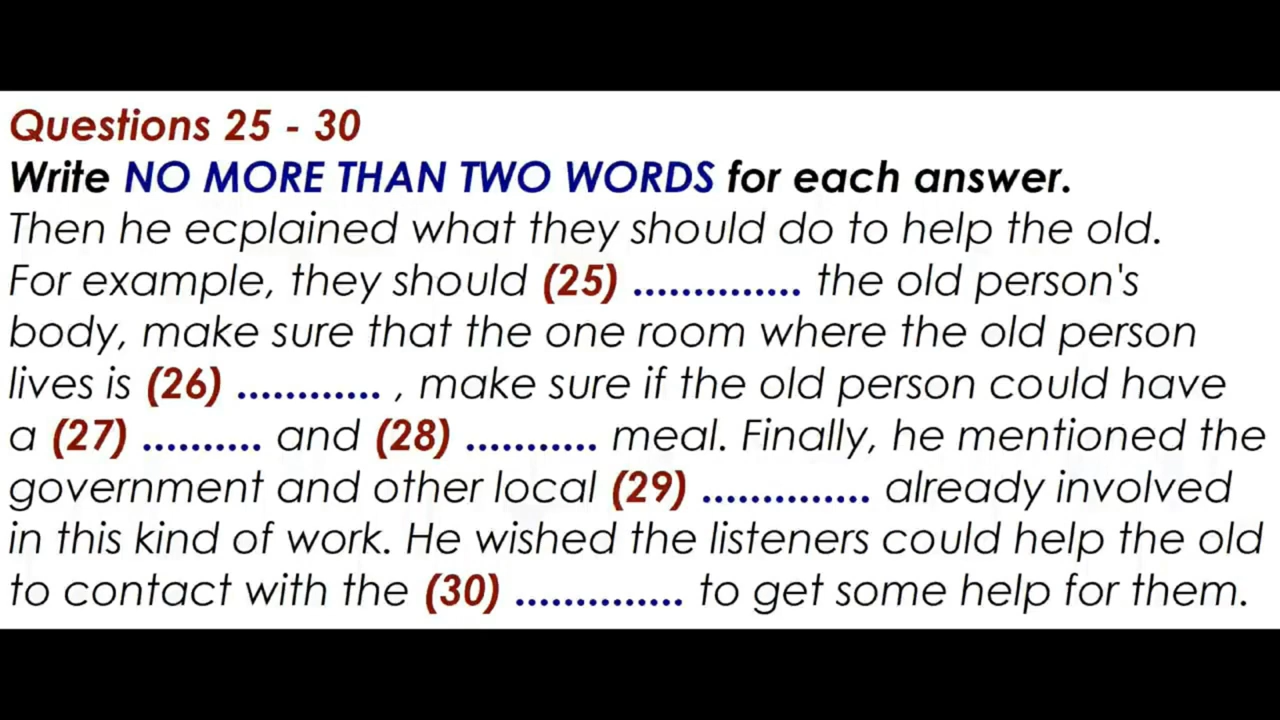 Questions 25 - 30
Write NO MORE THAN TWO WORDS for each answer.
Then he ecplained what they should do to help the old.
For example, they should (25) .............. the old person's
body, make sure that the one room where the old person
lives is (26) ............ , make sure if the old person could have
a (27) .......... and (28) ........... meal. Finally, he mentioned the
government and other local (29) .............. already involved
in this kind of work. He wished the listeners could help the old
to contact with the (30) .............. to get some help for them.